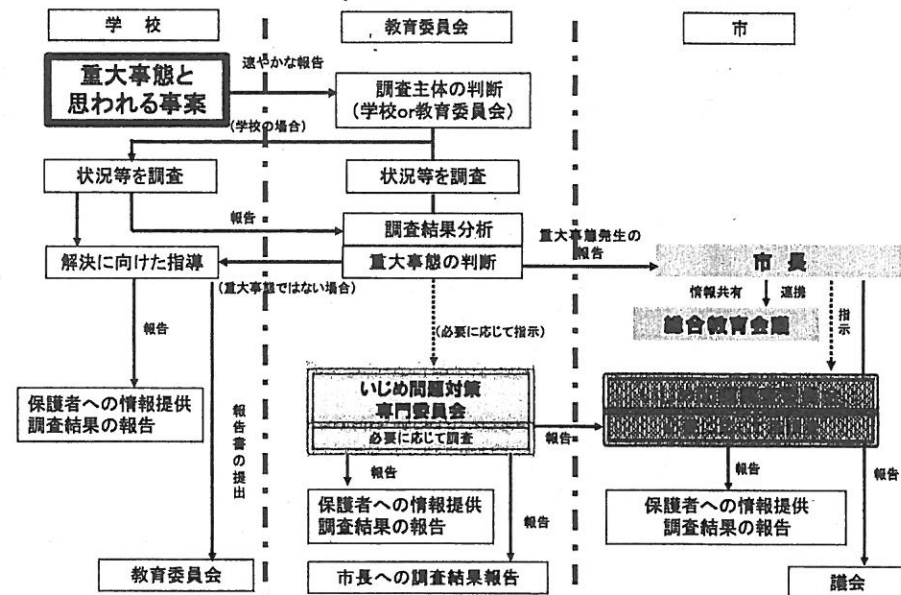 学 校
教育委員会
市
重大事態と
思われる事案
速やかな報告
調査主体の判断
(学校or教育委員会)
(学校の場合)
状況等を調査
状況等を調査
報告
調査結果分析
重大事態の判断
重大事態発生の
報告
解決に向けた指導
(重大事態ではない場合)
市 長
情報共有
連携
指示
総合教育会議
報告
(必要に応じて指示)
いじめ問題対策
専門委員会
必要に応じて調査
報告
保護者への情報提供
調査結果の報告
報告書の提出
報告
保護者への情報提供
調査結果の報告
報告
報告
保護者への情報提供
調査結果の報告
報告
教育委員会
市長への調査結果報告
議会